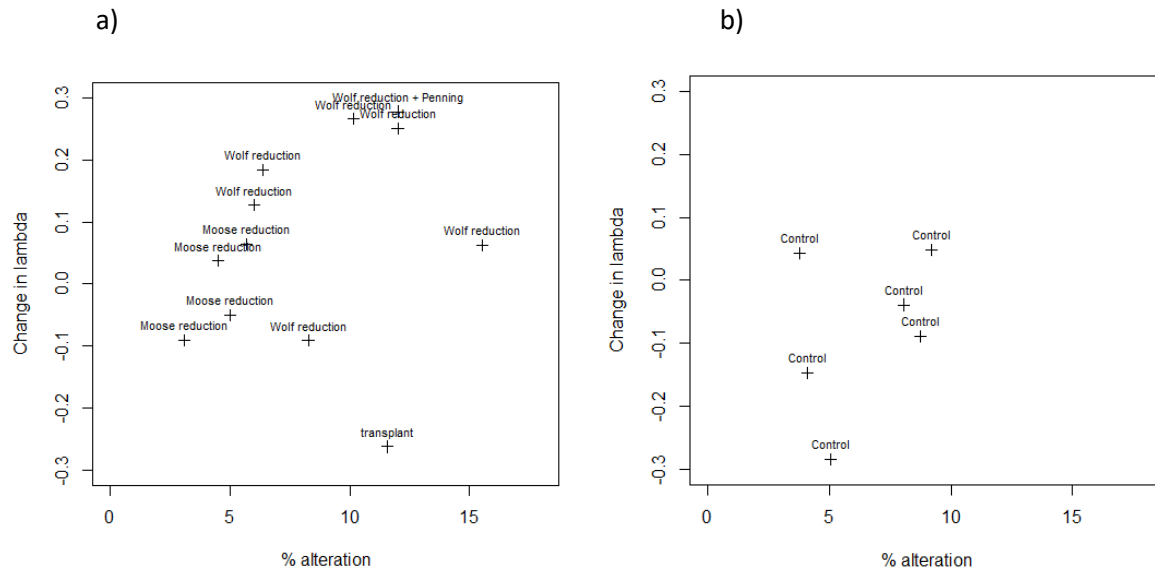 a)
b)
0.3
0.2
0.1
0.0
-0.1
-0.2
-0.3
Change in lambda
Wolf reduction + Penning
Wolf reduction
Wolf reduction
Wolf reduction
Wolf reduction
Moose reduction
Moose reduction
Wolf reduction
Moose reduction
Moose reduction
Wolf reduction
transplant
0
5
10
15
% alteration
0.3
0.2
0.1
0.0
-0.1
-0.2
-0.3
Change in lambda
Control
Control
Control
Control
Control
Control
0
5
10
15
% alteration